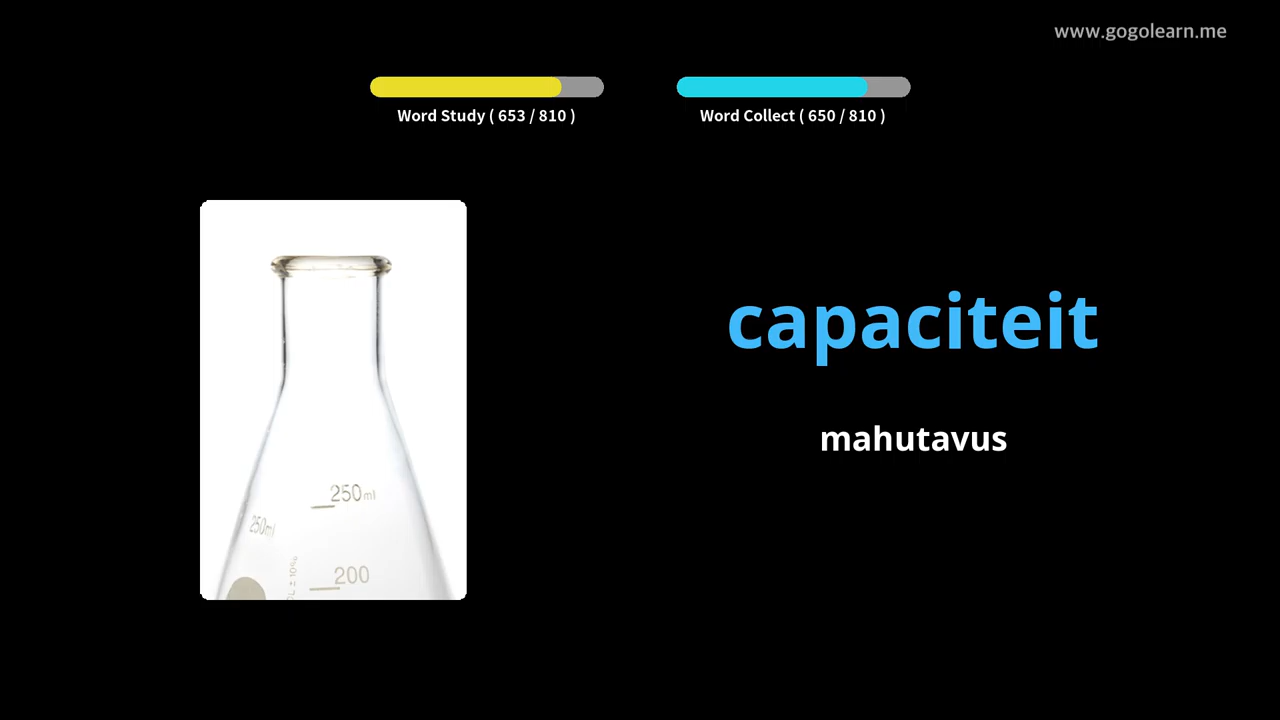 www.gogolearn.me
Word Study ( 653 / 810 )
Word Collect ( 650 / 810 )
capaciteit
mahutavus
250ml
250ml
200